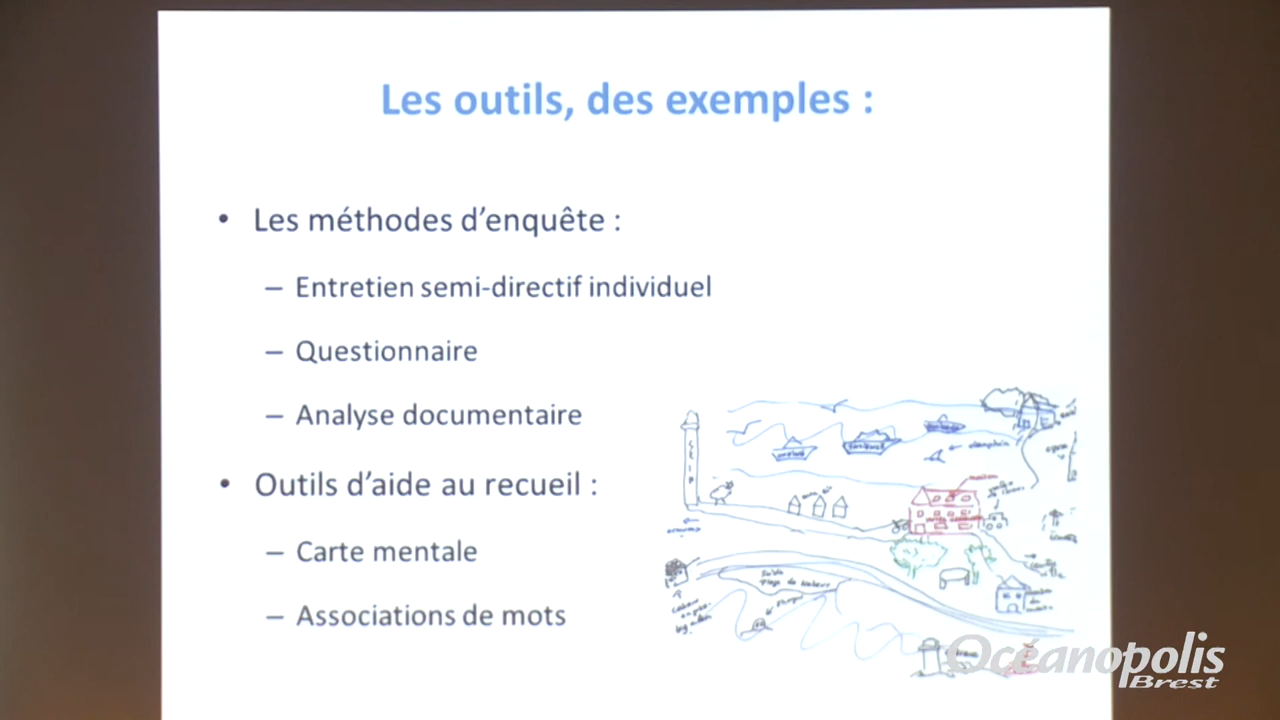 Les outils, des exemples :
• Les méthodes d'enquête :
– Entretien semi-directif individuel
– Questionnaire
– Analyse documentaire
• Outils d'aide au recueil :
– Carte mentale
– Associations de mots
Océanopolis
Brest